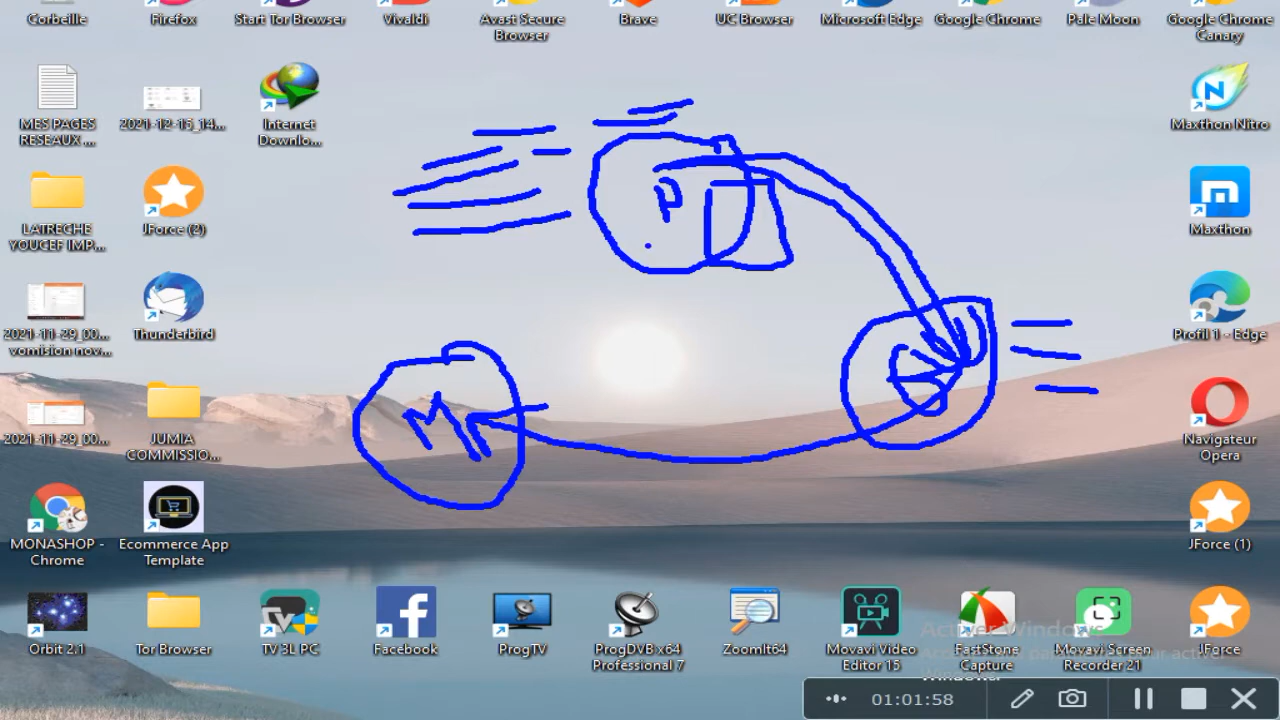 Corbeille
Firefox
Start Tor Browser
Vivaldi
Avast Secure
Browser
Brave
UC Browser
Microsoft Edge
Google Chrome
Pale Moon
Google Chrome
Canary
MES PAGES
RESEAUX ...
2021-12-15_14...
Internet
Downlo...
Maxthon Nitro
LATRECHE
YOUCEF IMP...
JForce (2)
Maxthon
P
2021-11-29_00...
vomision nov...
Thunderbird
Profil 1 - Edge
2021-11-29_00...
JUMIA
COMMISSIO...
Navigateur
Opera
MONASHOP -
Chrome
Ecommerce App
Template
JForce (1)
Orbit 2.1
Tor Browser
TV 3L PC
Facebook
ProgTV
ProgDVB x64
Professional 7
ZoomIt64
Movavi Video
Editor 15
FastStone
Capture
Movavi Screen
Recorder 21
JForce
Activer Windows
01:01:58